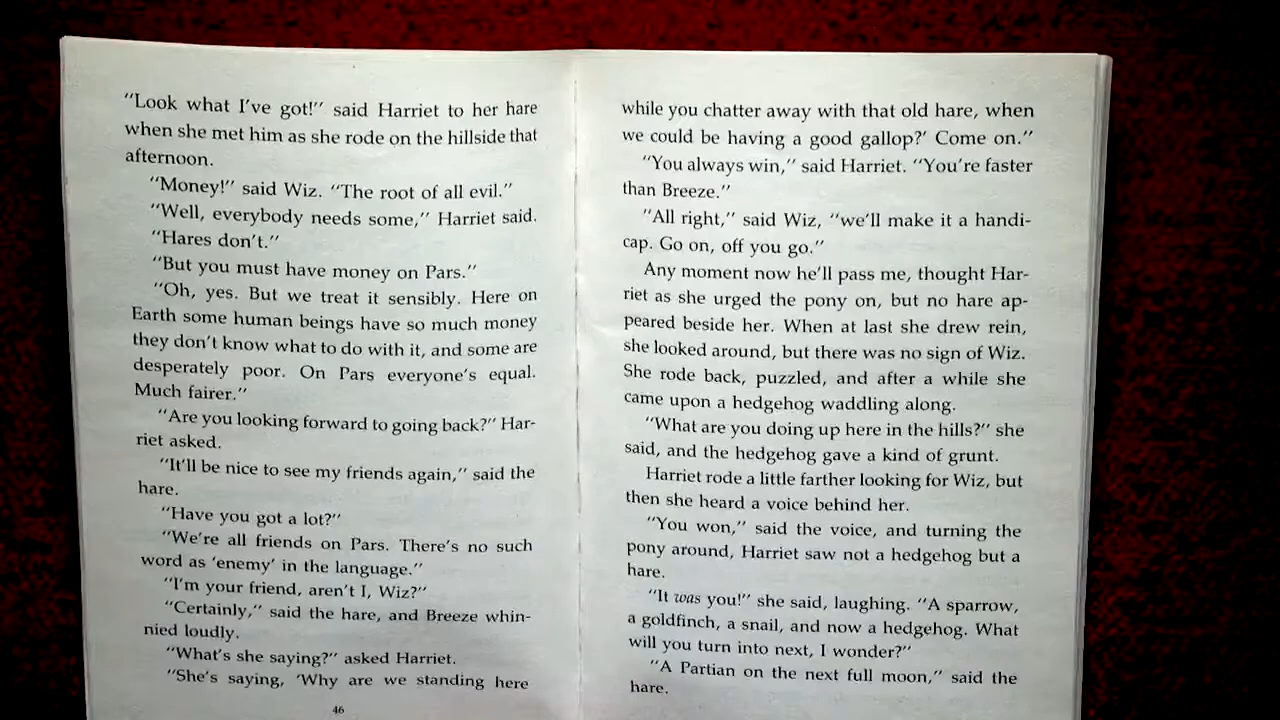 "Look what I've got!" said Harriet to her hare
when she met him as she rode on the hillside that
afternoon.
"Money!" said Wiz. "The root of all evil."
"Well, everybody needs some," Harriet said.
"Hares don't."
"But you must have money on Pars."
"Oh, yes. But we treat it sensibly. Here on
Earth some human beings have so much money
they don't know what to do with it, and some are
desperately poor. On Pars everyone's equal.
Much fairer."
"Are you looking forward to going back?" Har-
riet asked.
"It'll be nice to see my friends again," said the
hare.
"Have you got a lot?"
"We're all friends on Pars. There's no such
word as 'enemy' in the language."
"I'm your friend, aren't I, Wiz?"
"Certainly," said the hare, and Breeze whin-
nied loudly.
"What's she saying?" asked Harriet.
"She's saying, 'Why are we standing here
46
while you chatter away with that old hare, when
we could be having a good gallop?' Come on."
"You always win," said Harriet. "You're faster
than Breeze."
"All right," said Wiz, "we'll make it a handi-
cap. Go on, off you go."
Any moment now he'll pass me, thought Har-
riet as she urged the pony on, but no hare ap-
peared beside her. When at last she drew rein,
she looked around, but there was no sign of Wiz.
She rode back, puzzled, and after a while she
came upon a hedgehog waddling along.
"What are you doing up here in the hills?" she
said, and the hedgehog gave a kind of grunt.
Harriet rode a little farther looking for Wiz, but
then she heard a voice behind her.
"You won," said the voice, and turning the
pony around, Harriet saw not a hedgehog but a
hare.
"It was you!" she said, laughing. "A sparrow,
a goldfinch, a snail, and now a hedgehog. What
will you turn into next, I wonder?"
"A Partian on the next full moon," said the
hare.